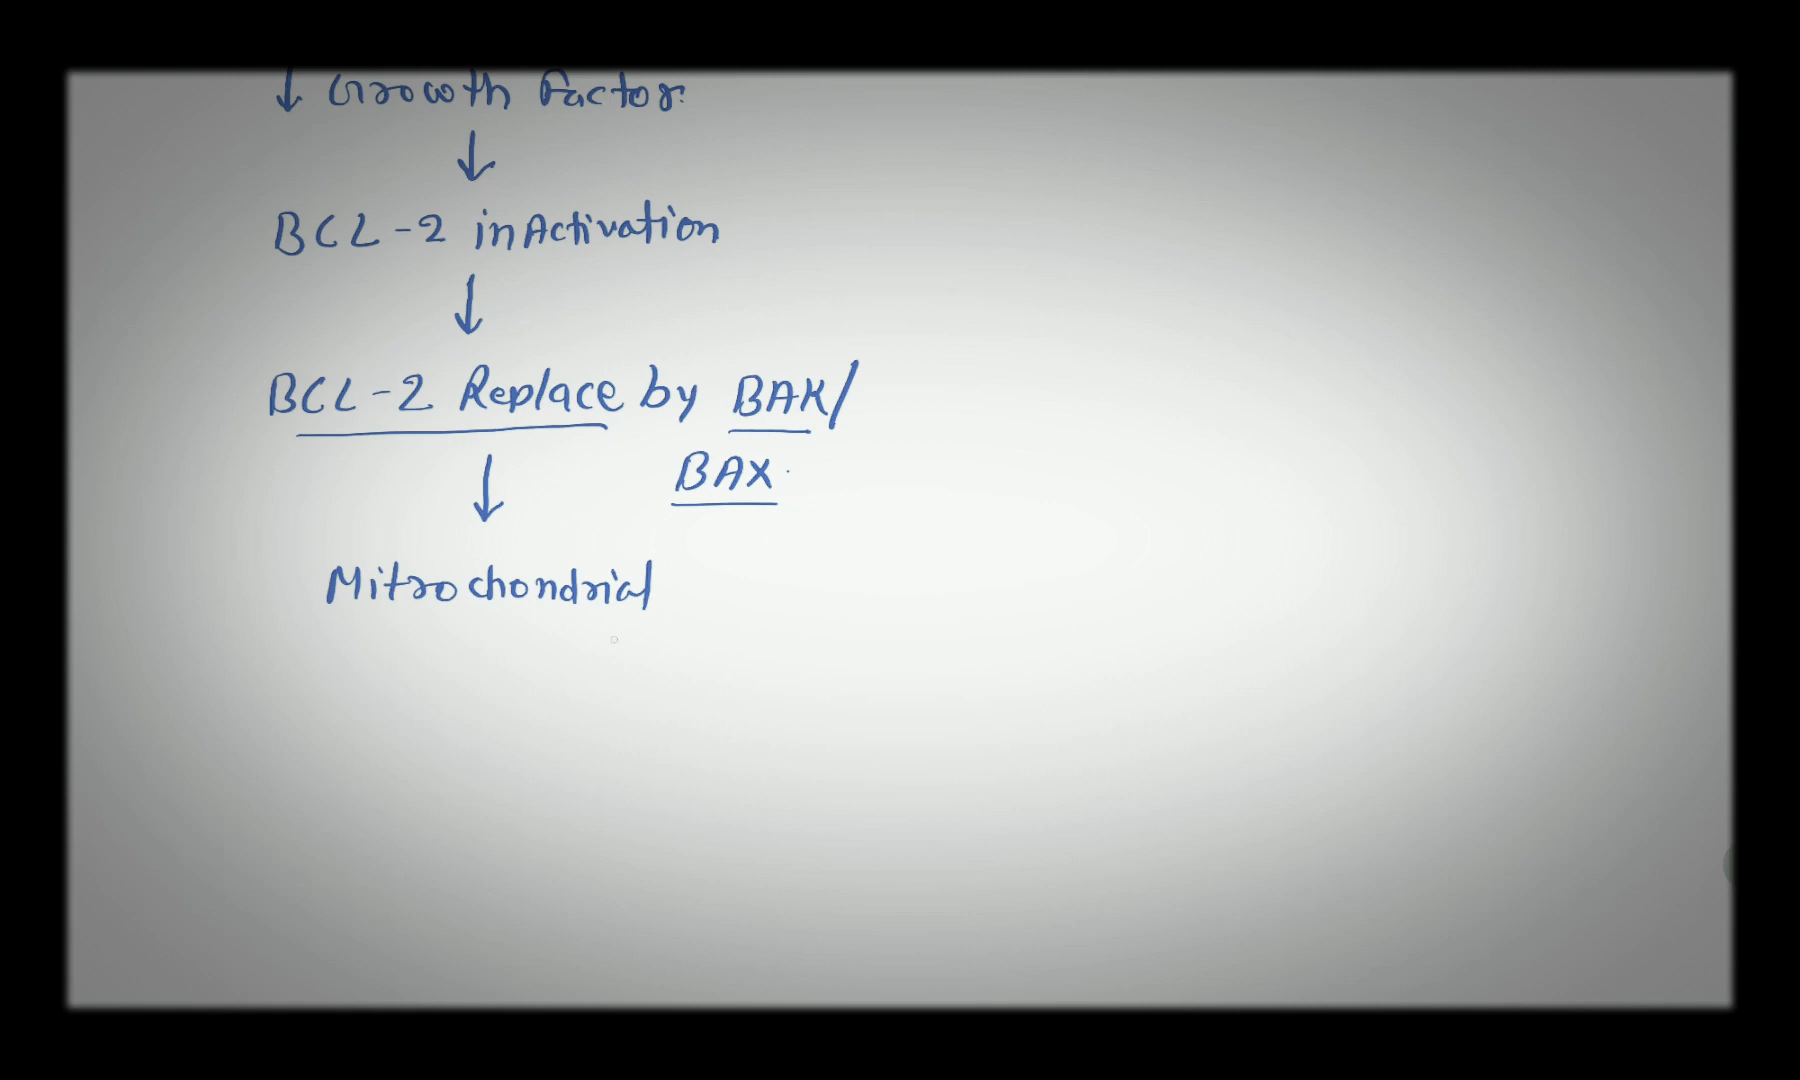 ↓ Growth Factor.
↓
BCL-2 inActivation
↓
BCL-2 Replace by BAK/
BAX.
↓
Mitrochondrial